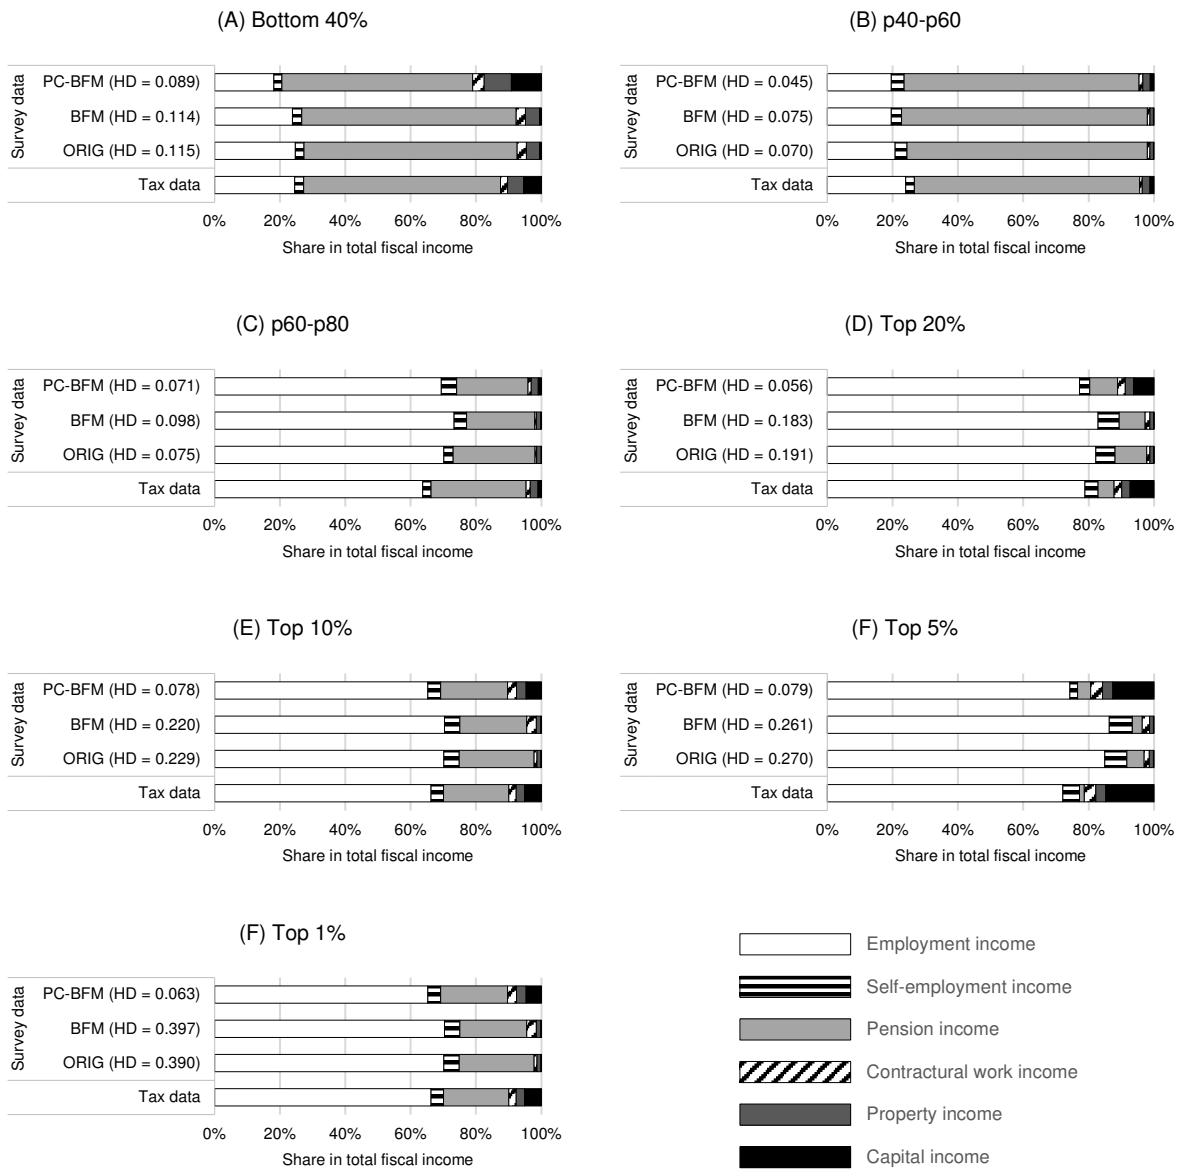 (A) Bottom 40%
Survey data
PC-BFM (HD = 0.089)
BFM (HD = 0.114)
ORIG (HD = 0.115)
Tax data
0% 20% 40% 60% 80% 100%
Share in total fiscal income
(B) p40-p60
Survey data
PC-BFM (HD = 0.045)
BFM (HD = 0.075)
ORIG (HD = 0.070)
Tax data
0% 20% 40% 60% 80% 100%
Share in total fiscal income
(C) p60-p80
Survey data
PC-BFM (HD = 0.071)
BFM (HD = 0.098)
ORIG (HD = 0.075)
Tax data
0% 20% 40% 60% 80% 100%
Share in total fiscal income
(D) Top 20%
Survey data
PC-BFM (HD = 0.056)
BFM (HD = 0.183)
ORIG (HD = 0.191)
Tax data
0% 20% 40% 60% 80% 100%
Share in total fiscal income
(E) Top 10%
Survey data
PC-BFM (HD = 0.078)
BFM (HD = 0.220)
ORIG (HD = 0.229)
Tax data
0% 20% 40% 60% 80% 100%
Share in total fiscal income
(F) Top 5%
Survey data
PC-BFM (HD = 0.079)
BFM (HD = 0.261)
ORIG (HD = 0.270)
Tax data
0% 20% 40% 60% 80% 100%
Share in total fiscal income
(F) Top 1%
Survey data
PC-BFM (HD = 0.063)
BFM (HD = 0.397)
ORIG (HD = 0.390)
Tax data
0% 20% 40% 60% 80% 100%
Share in total fiscal income
Employment income
Self-employment income
Pension income
Contractural work income
Property income
Capital income